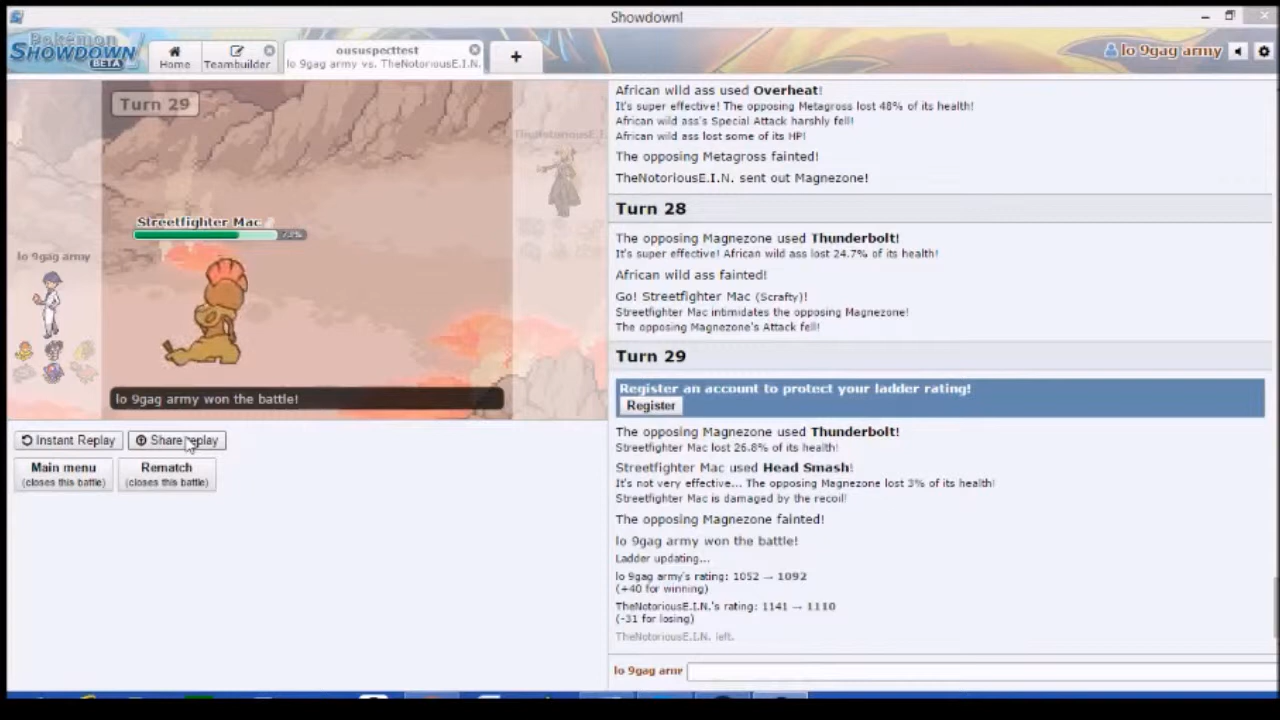 Showdown!
Pokémon
SHOWDOWN
BETA
Home
Teambuilder
oususpecttest
lo 9gag army vs. TheNotoriousE.I.N.
+
lo 9gag army
Turn 29
TheNotoriousE.I.
Streetfighter Mac
73%
lo 9gag army
lo 9gag army won the battle!
Instant Replay
Share replay
Main menu
(closes this battle)
Rematch
(closes this battle)
African wild ass used Overheat!
It's super effective! The opposing Metagross lost 48% of its health!
African wild ass's Special Attack harshly fell!
African wild ass lost some of its HP!
The opposing Metagross fainted!
TheNotoriousE.I.N. sent out Magnezone!
Turn 28
The opposing Magnezone used Thunderbolt!
It's super effective! African wild ass lost 24.7% of its health!
African wild ass fainted!
Go! Streetfighter Mac (Scrafty)!
Streetfighter Mac intimidates the opposing Magnezone!
The opposing Magnezone's Attack fell!
Turn 29
Register an account to protect your ladder rating!
Register
The opposing Magnezone used Thunderbolt!
Streetfighter Mac lost 26.8% of its health!
Streetfighter Mac used Head Smash!
It's not very effective... The opposing Magnezone lost 3% of its health!
Streetfighter Mac is damaged by the recoil!
The opposing Magnezone fainted!
lo 9gag army won the battle!
Ladder updating...
lo 9gag army's rating: 1052 → 1092
(+40 for winning)
TheNotoriousE.I.N.'s rating: 1141 → 1110
(-31 for losing)
TheNotoriousE.I.N. left.
lo 9gag army